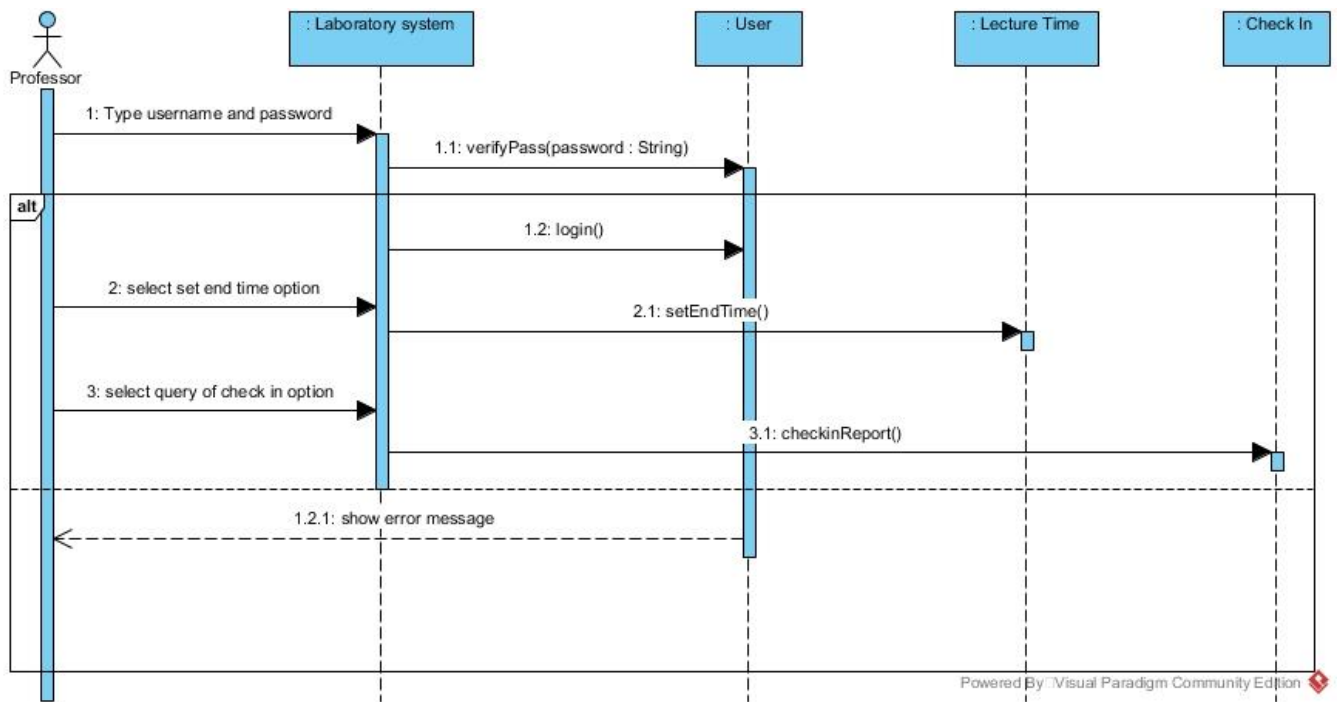 : Laboratory system
: User
: Lecture Time
: Check In
Professor
1: Type username and password
1.1: verifyPass(password : String)
alt
1.2: login()
2: select set end time option
2.1: setEndTime()
3: select query of check in option
3.1: checkinReport()
1.2.1: show error message
Powered By Visual Paradigm Community Edition